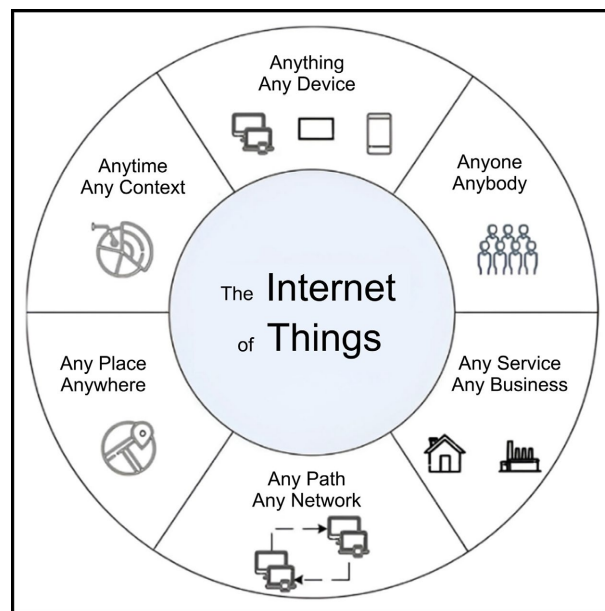 Anything
Any Device
Anyone
Anybody
Any Service
Any Business
Any Path
Any Network
Any Place
Anywhere
Anytime
Any Context
The Internet
of Things